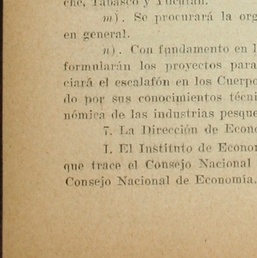 che, Tabasco y Yucatán.
m). Se procurará la org
en general.
n). Con fundamento en l
formularán los proyectos para
ciará el escalafón en los Cuerpo
do por sus conocimientos técni
nómica de las industrias pesque
7. La Dirección de Econo
I. El Instituto de Econor
que trace el Consejo Nacional
Consejo Nacional de Economía.